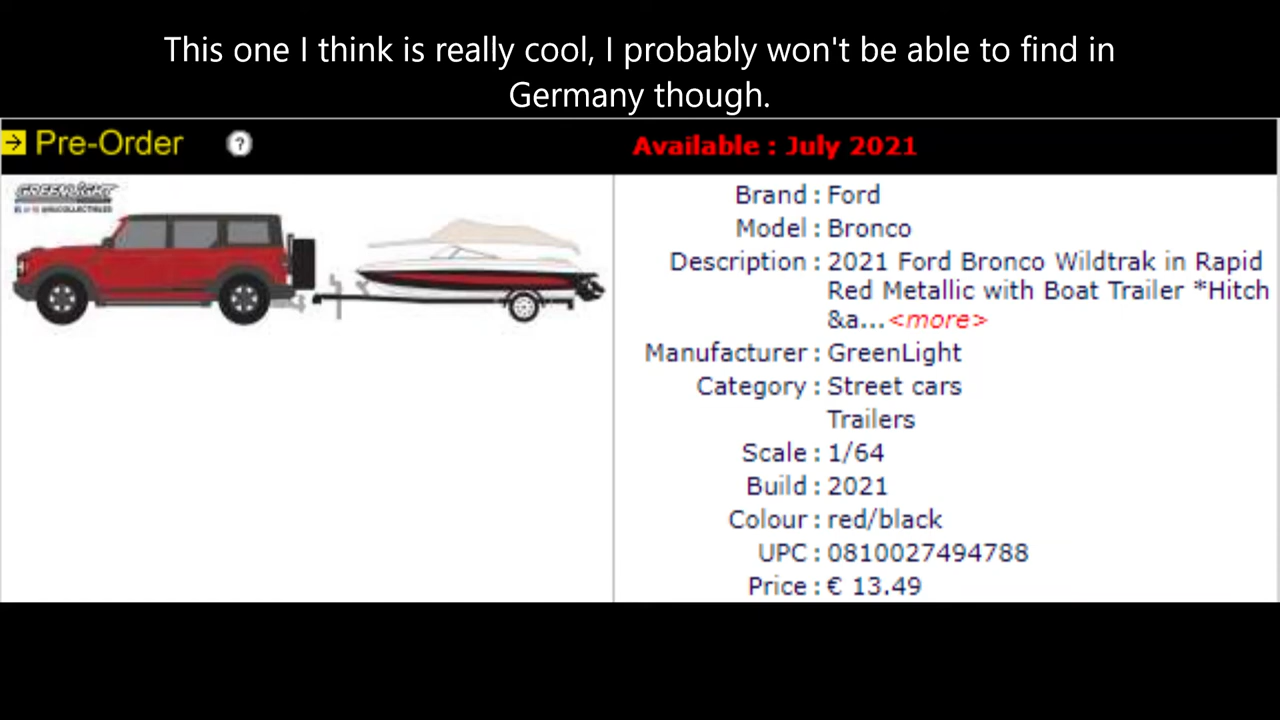 This one I think is really cool, I probably won't be able to find in
Germany though.
Pre-Order
?
Available : July 2021
GREENLIGHT
Brand : Ford
Model : Bronco
Description : 2021 Ford Bronco Wildtrak in Rapid
Red Metallic with Boat Trailer *Hitch
&a... <more>
Manufacturer : GreenLight
Category : Street cars
Trailers
Scale : 1/64
Build : 2021
Colour : red/black
UPC : 0810027494788
Price : € 13.49